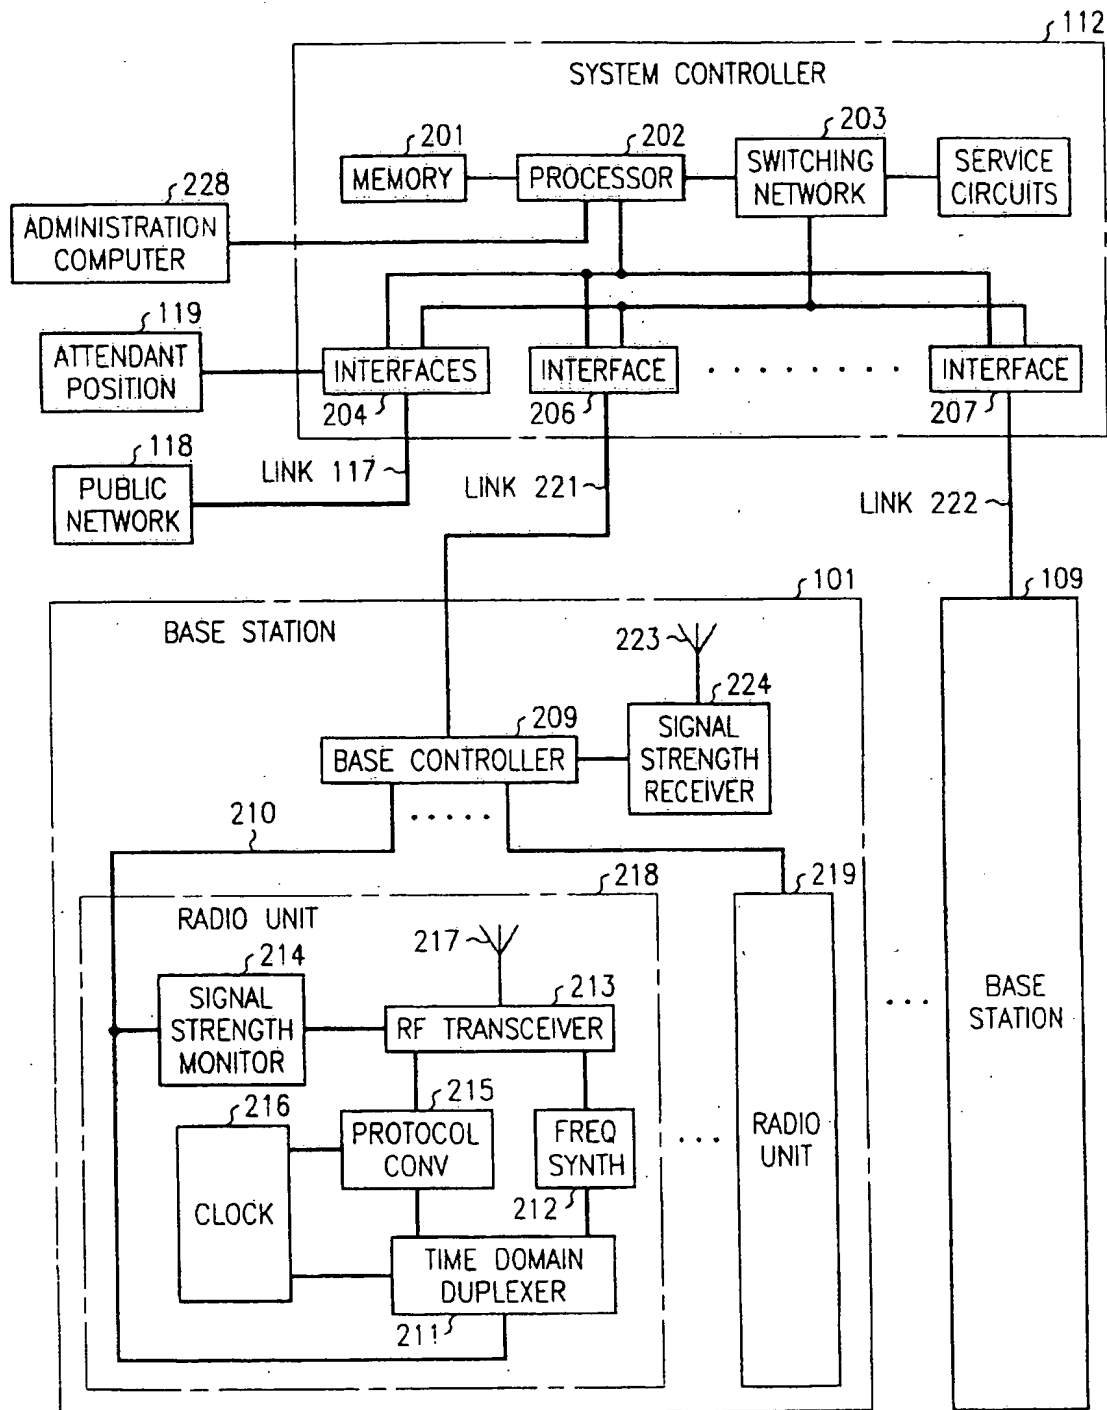 112
SYSTEM CONTROLLER
201
202
203
MEMORY
PROCESSOR
SWITCHING
NETWORK
SERVICE
CIRCUITS
228
ADMINISTRATION
COMPUTER
119
ATTENDANT
POSITION
INTERFACES
204
INTERFACE
206
INTERFACE
207
118
PUBLIC
NETWORK
LINK 117
LINK 221
LINK 222
101
109
BASE STATION
223
224
SIGNAL
STRENGTH
RECEIVER
209
BASE CONTROLLER
210
218
219
RADIO UNIT
217
214
SIGNAL
STRENGTH
MONITOR
213
RF TRANSCEIVER
216
CLOCK
215
PROTOCOL
CONV
FREQ
SYNTH
212
TIME DOMAIN
DUPLEXER
211
RADIO
UNIT
BASE
STATION